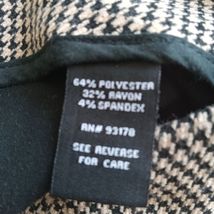 64% POLYESTER
32% RAYON
4% SPANDEX
RN# 93178
SEE REVERSE
FOR CARE